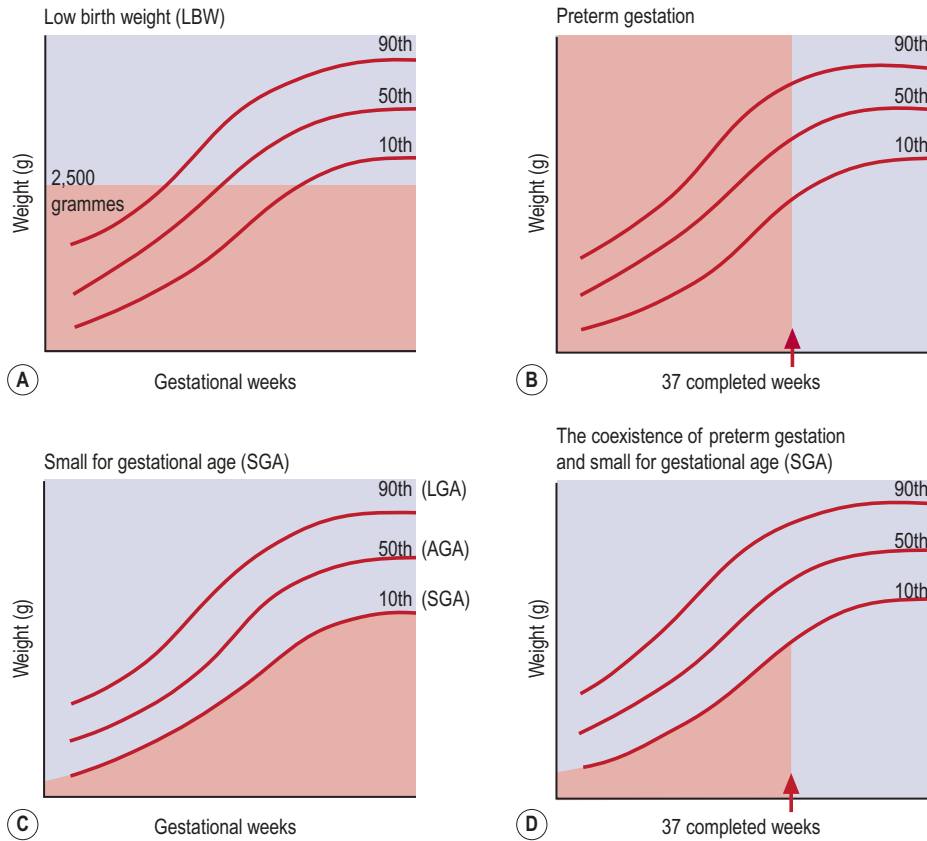 Low birth weight (LBW)
90th
50th
10th
2,500
grammes
Weight (g)
Gestational weeks
A
Preterm gestation
90th
50th
10th
Weight (g)
37 completed weeks
B
Small for gestational age (SGA)
90th (LGA)
50th (AGA)
10th (SGA)
Weight (g)
Gestational weeks
C
The coexistence of preterm gestation
and small for gestational age (SGA)
90th
50th
10th
Weight (g)
37 completed weeks
D